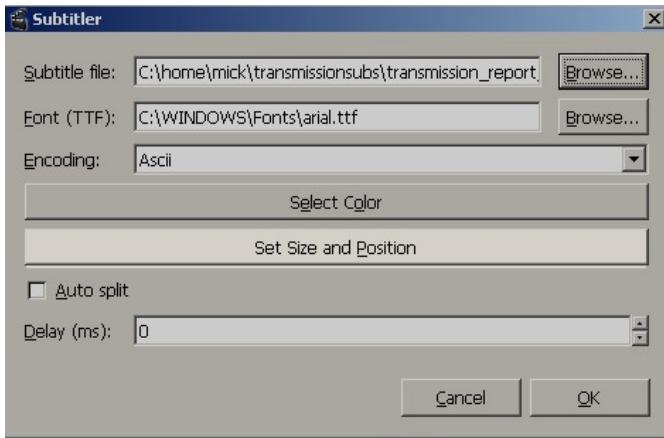 Subtitler
Subtitle file: C:\home\mick\transmissionsubs\transmission_report_ Browse...
Font (TTF): C:\WINDOWS\Fonts\arial.ttf Browse...
Encoding: Ascii
Select Color
Set Size and Position
Auto split
Delay (ms): 0
Cancel OK